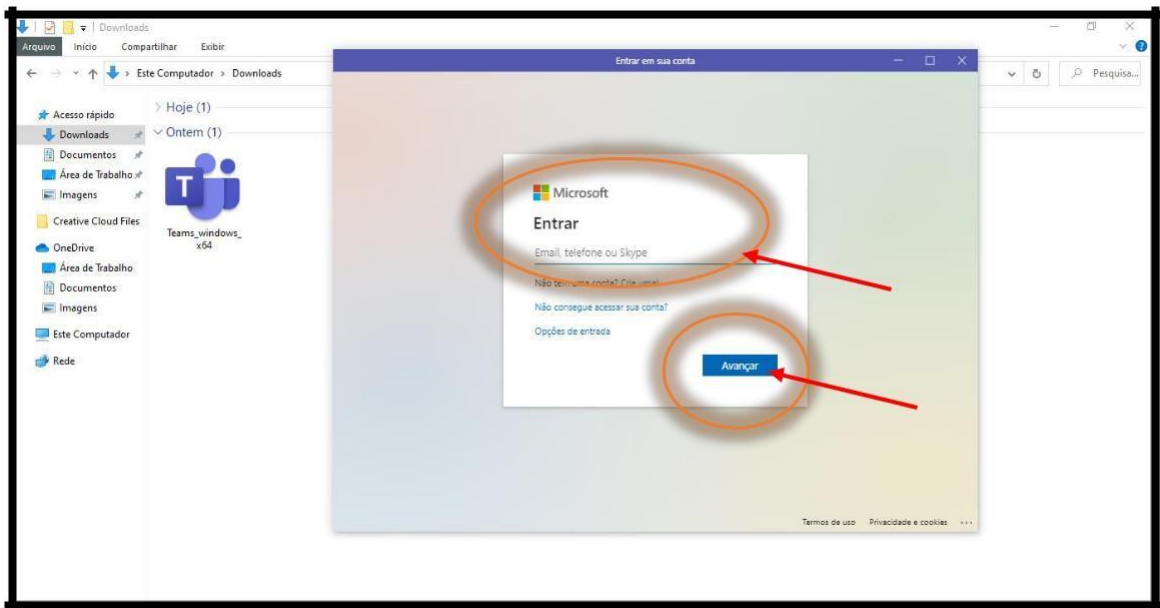 Downloads
Arquivo Início Compartilhar Exibir
Este Computador > Downloads
Pesquisa...
Acesso rápido
Downloads
Documentos
Área de Trabalho
Imagens
Creative Cloud Files
OneDrive
Área de Trabalho
Documentos
Imagens
Este Computador
Rede
Hoje (1)
Ontem (1)
T
Teams_windows_
x64
Entrar em sua conta
Microsoft
Entrar
Email, telefone ou Skype
Não tem uma conta? Crie uma!
Não consegue acessar sua conta?
Opções de entrada
Avançar
Termos de uso Privacidade e cookies ...